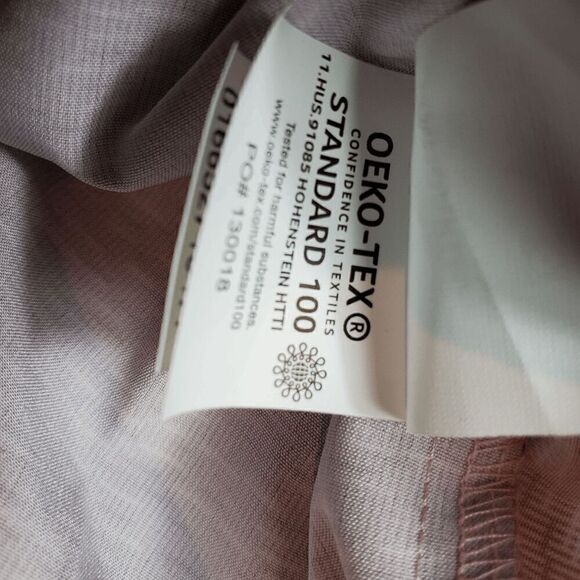 OEKO-TEX®
CONFIDENCE IN TEXTILES
STANDARD 100
11.HUS.91085 HOHENSTEIN HTTI
Tested for harmful substances.
www.oeko-tex.com/standard100
PO# 130018